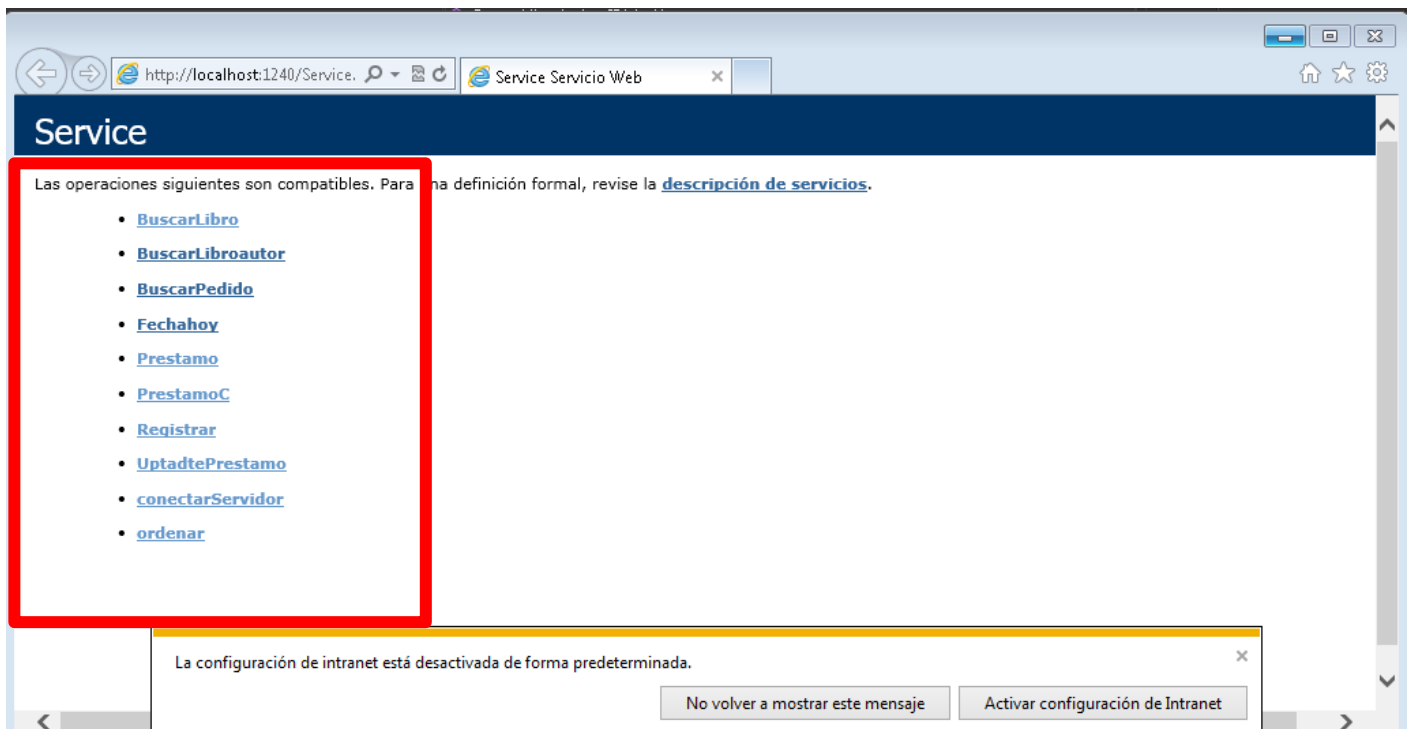 http://localhost:1240/Service.
Service Servicio Web
Service
Las operaciones siguientes son compatibles. Para una definición formal, revise la descripción de servicios.
BuscarLibro
BuscarLibroautor
BuscarPedido
Fechahoy
Prestamo
PrestamoC
Registrar
UptadtePrestamo
conectarServidor
ordenar
La configuración de intranet está desactivada de forma predeterminada.
No volver a mostrar este mensaje
Activar configuración de Intranet